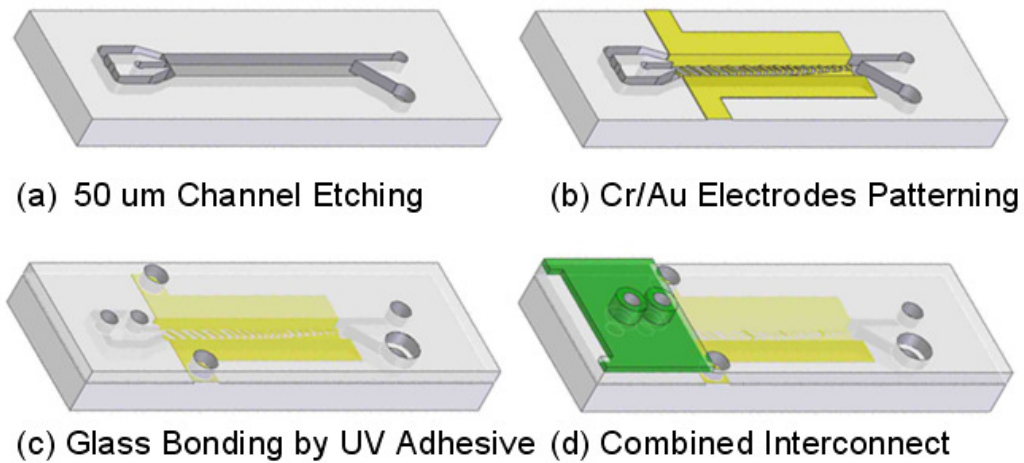 (a) 50 um Channel Etching
(b) Cr/Au Electrodes Patterning
(c) Glass Bonding by UV Adhesive
(d) Combined Interconnect